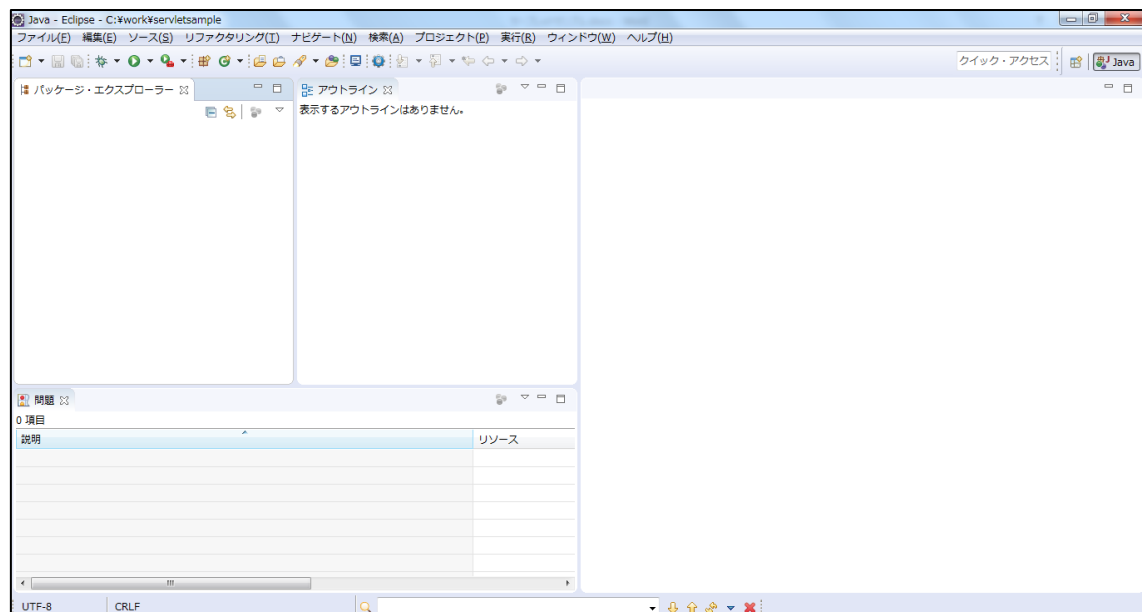 Java - Eclipse - C:¥work¥servletsample
ファイル(F) 編集(E) ソース(S) リファクタリング(T) ナビゲート(N) 検索(A) プロジェクト(P) 実行(R) ウィンドウ(W) ヘルプ(H)
クイック・アクセス Java
パッケージ・エクスプローラー アウトライン
表示するアウトラインはありません。
問題
0 項目
説明 リソース
UTF-8 CRLF